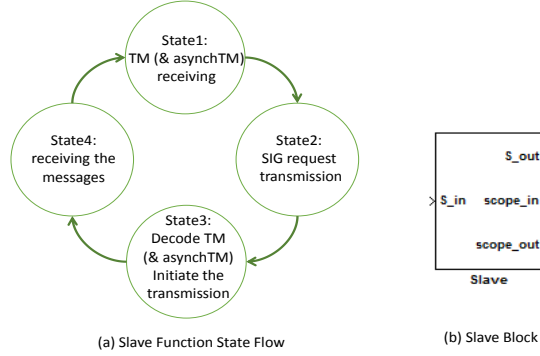 State1:
TM (& asynchTM)
receiving
State2:
SIG request
transmission
State3:
Decode TM
(& asynchTM)
Initiate the
transmission
State4:
receiving the
messages
(a) Slave Function State Flow
S_out
S_in scope_in
scope_out
Slave
(b) Slave Block